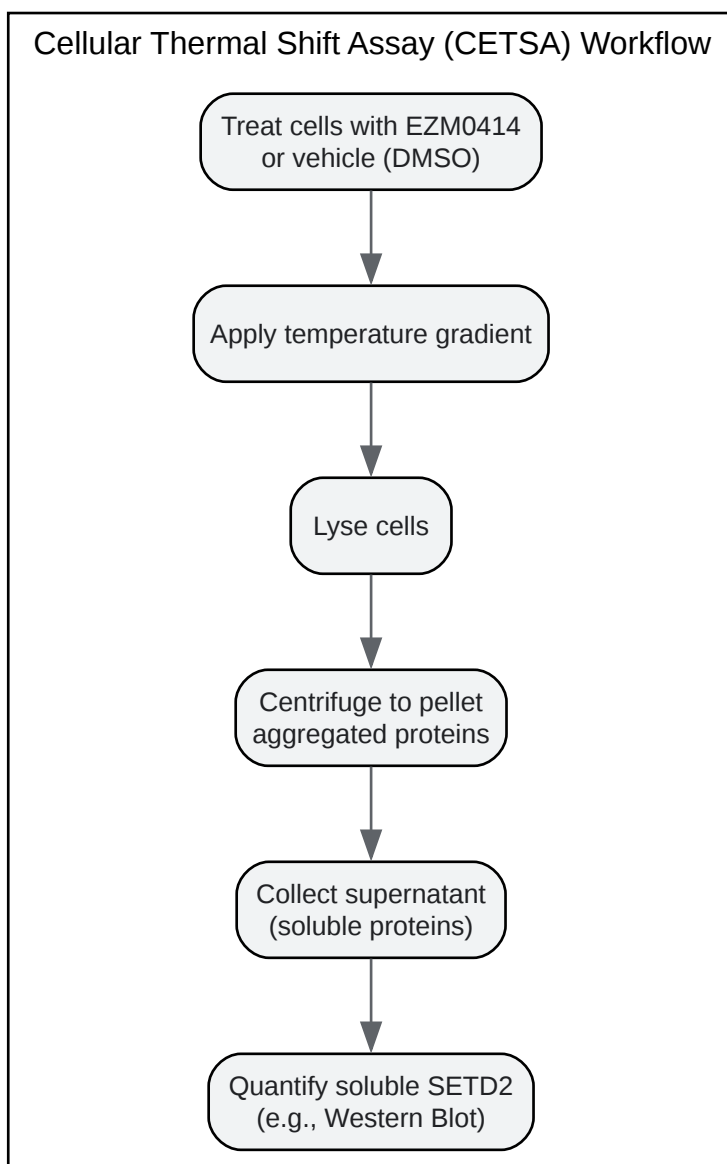 Cellular Thermal Shift Assay (CETSA) Workflow
Treat cells with EZM0414
or vehicle (DMSO)
Apply temperature gradient
Lyse cells
Centrifuge to pellet
aggregated proteins
Collect supernatant
(soluble proteins)
Quantify soluble SETD2
(e.g., Western Blot)